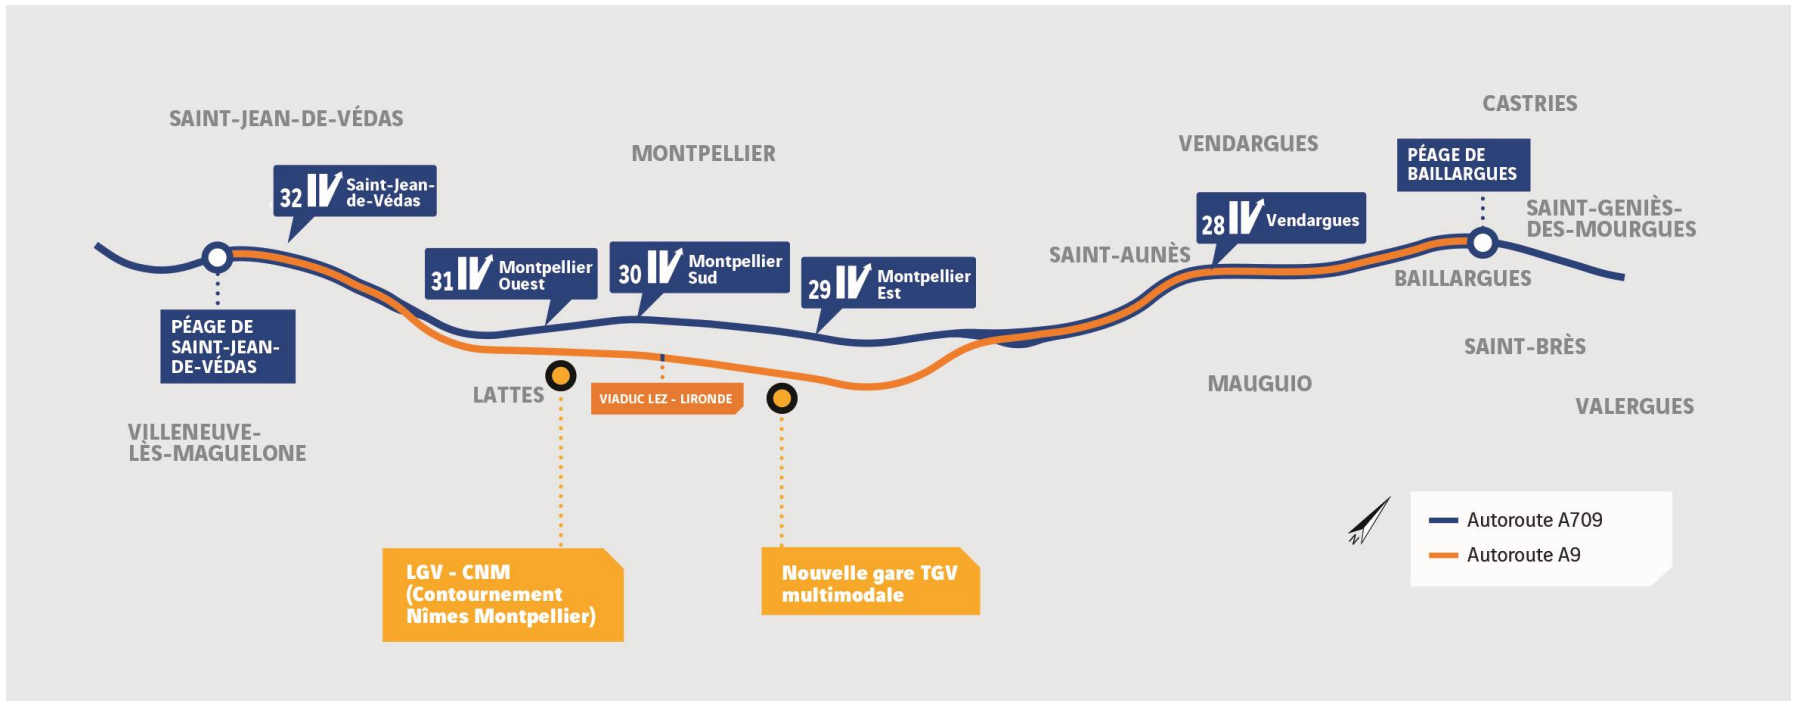 SAINT-JEAN-DE-VÉDAS
MONTPELLIER
VENDARGUES
CASTRIES
PÉAGE DE
BAILLARGUES
32 Saint-Jean-
de-Védas
28 Vendargues
SAINT-GENIÈS-
DES-MOURGUES
SAINT-AUNÈS
BAILLARGUES
31 Montpellier
Ouest
30 Montpellier
Sud
29 Montpellier
Est
PÉAGE DE
SAINT-JEAN-
DE-VÉDAS
LATTES
VIADUC LEZ - LIRONDE
SAINT-BRÈS
MAUGUIO
VALERGUES
VILLENEUVE-
LÈS-MAGUELONE
LGV - CNM
(Contournement
Nîmes Montpellier)
Nouvelle gare TGV
multimodale
N
Autoroute A709
Autoroute A9